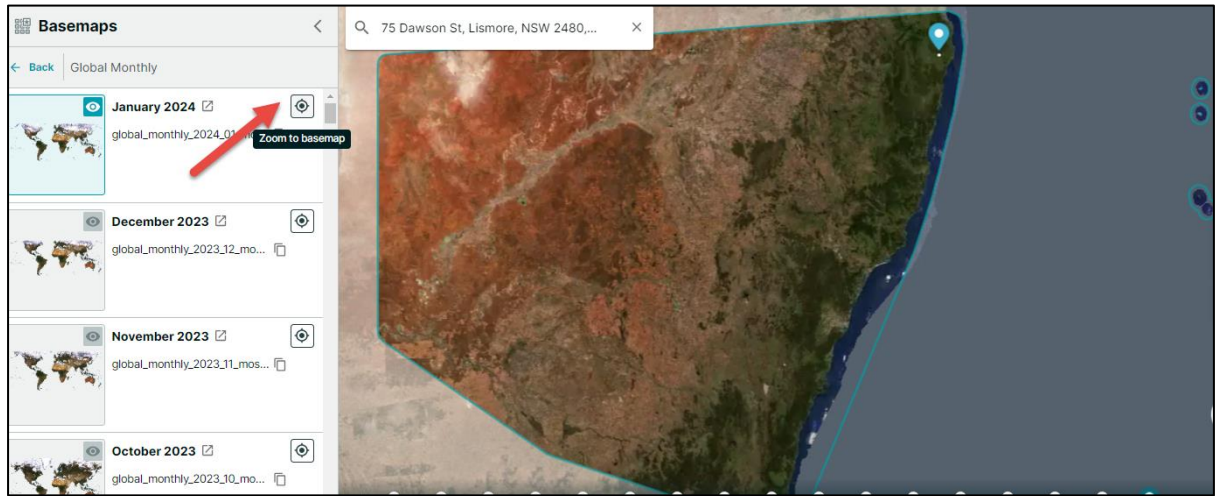 Basemaps
75 Dawson St, Lismore, NSW 2480,...
Back Global Monthly
January 2024
global_monthly_2024_01
Zoom to basemap
December 2023
global_monthly_2023_12_mo...
November 2023
global_monthly_2023_11_mos...
October 2023
global_monthly_2023_10_mo...